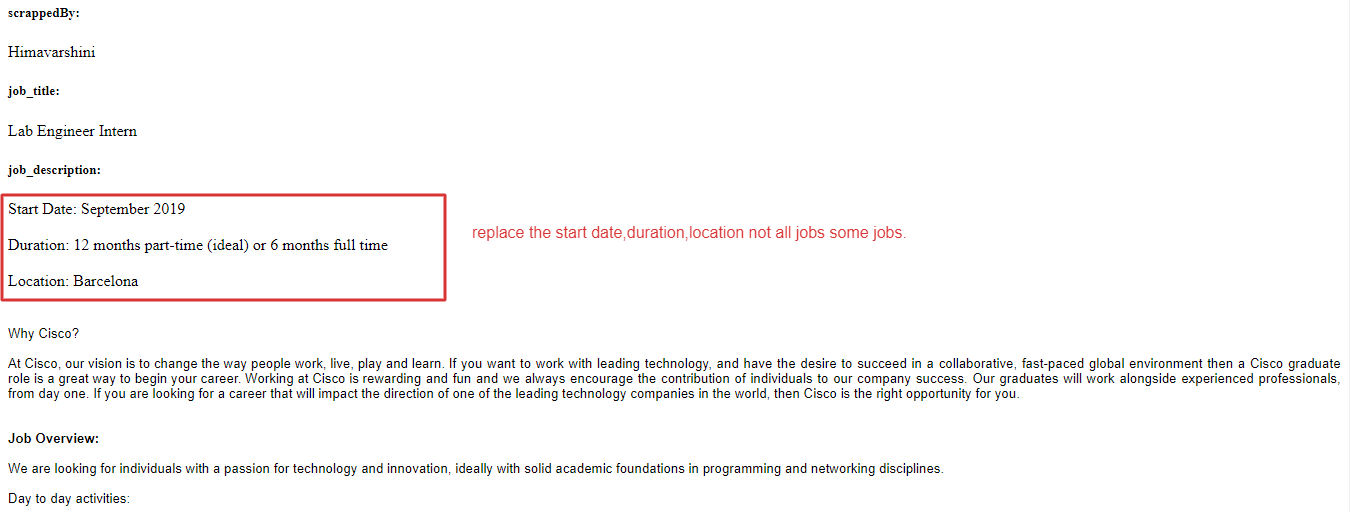 scrappedBy:
Himavarshini
job_title:
Lab Engineer Intern
job_description:
Start Date: September 2019
replace the start date,duration,location not all jobs some jobs.
Duration: 12 months part-time (ideal) or 6 months full time
Location: Barcelona
Why Cisco?
At Cisco, our vision is to change the way people work, live, play and learn. If you want to work with leading technology, and have the desire to succeed in a collaborative, fast-paced global environment then a Cisco graduate
role is a great way to begin your career. Working at Cisco is rewarding and fun and we always encourage the contribution of individuals to our company success. Our graduates will work alongside experienced professionals,
from day one. If you are looking for a career that will impact the direction of one of the leading technology companies in the world, then Cisco is the right opportunity for you.
Job Overview:
We are looking for individuals with a passion for technology and innovation, ideally with solid academic foundations in programming and networking disciplines.
Day to day activities: